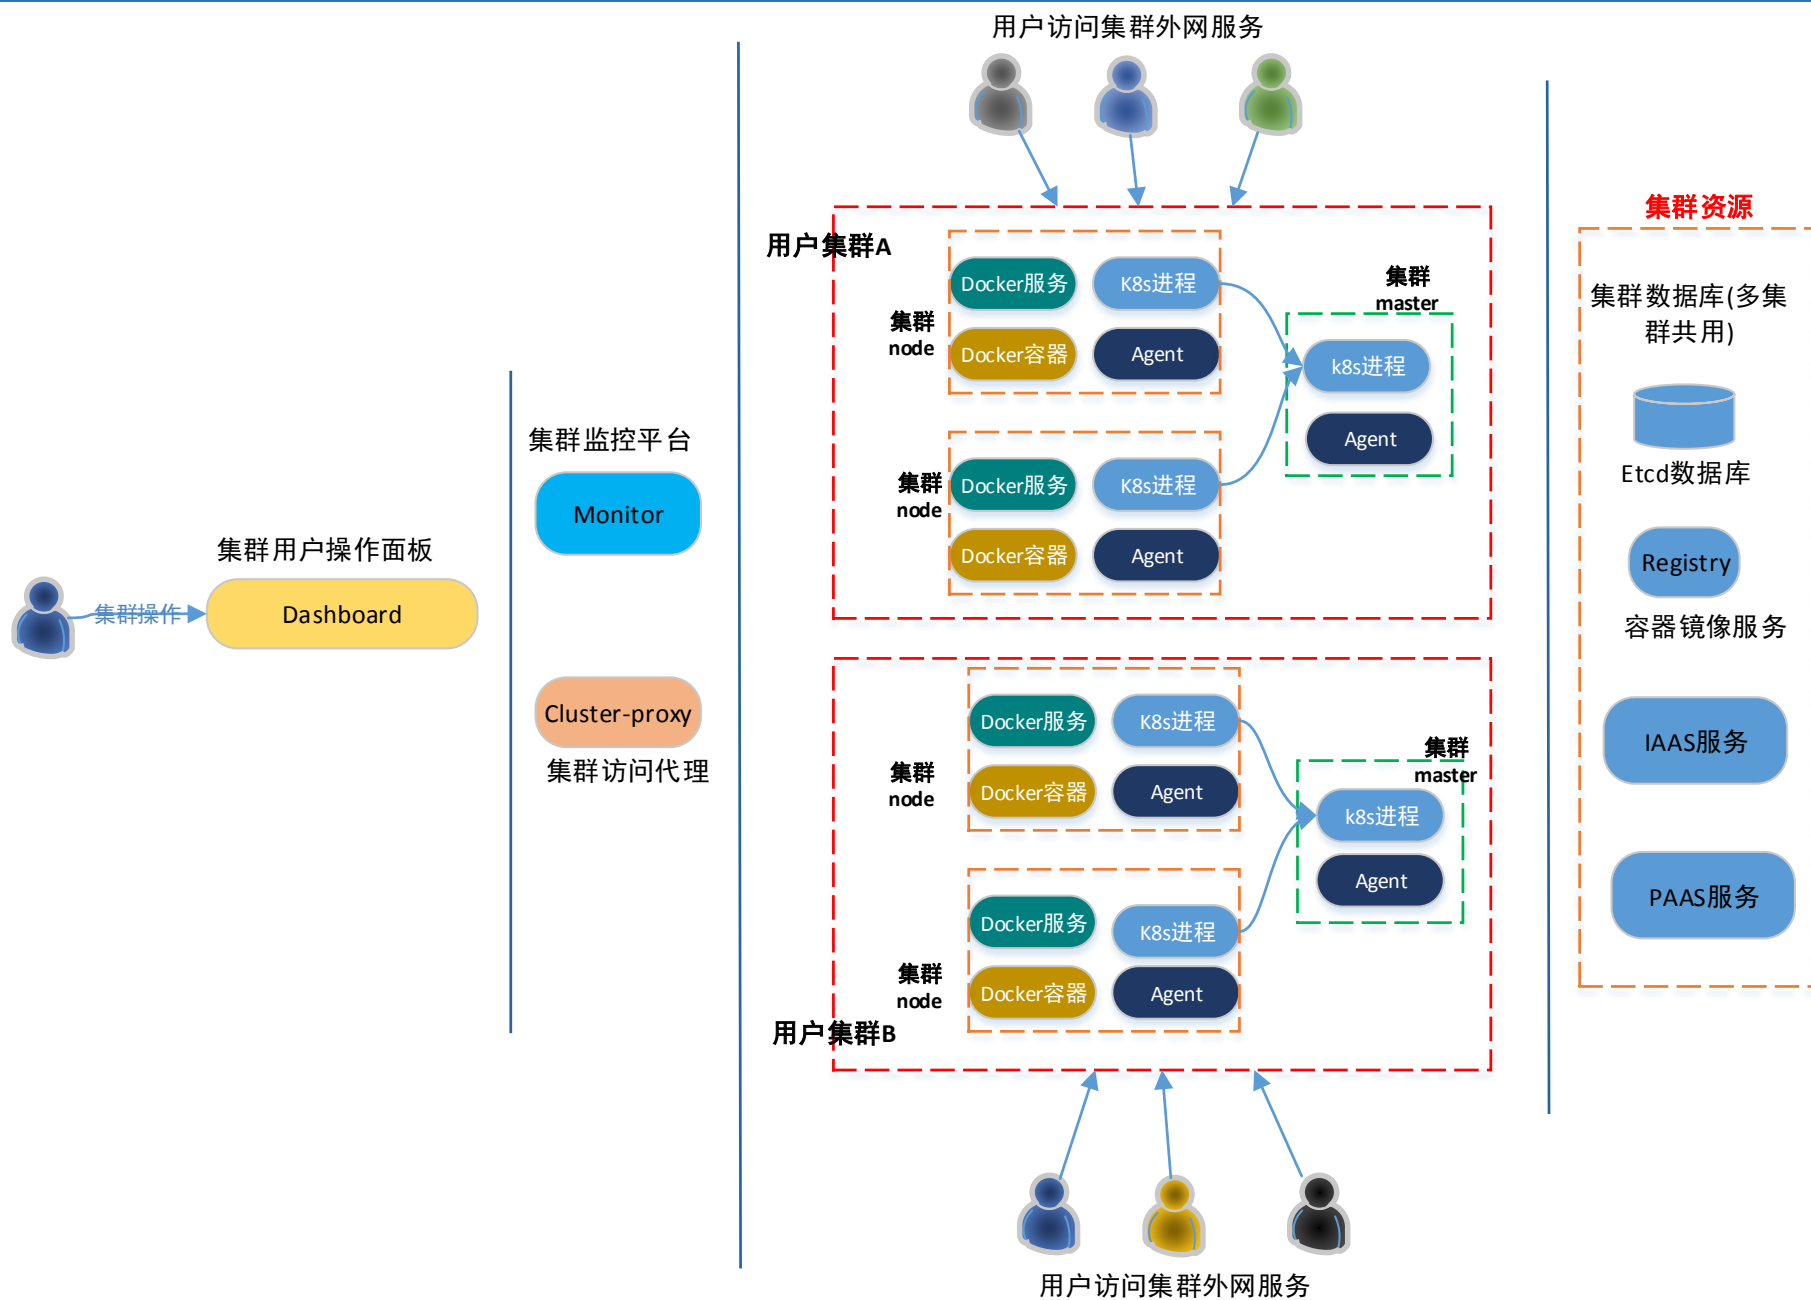 用户访问集群外网服务
集群操作
集群用户操作面板
Dashboard
集群监控平台
Monitor
Cluster-proxy
集群访问代理
用户集群A
集群
node
Docker服务
K8s进程
Docker容器
Agent
集群
node
Docker服务
K8s进程
Docker容器
Agent
集群
master
k8s进程
Agent
集群
node
Docker服务
K8s进程
Docker容器
Agent
集群
node
Docker服务
K8s进程
Docker容器
Agent
用户集群B
集群
master
k8s进程
Agent
用户访问集群外网服务
集群资源
集群数据库(多集
群共用)
Etcd数据库
Registry
容器镜像服务
IAAS服务
PAAS服务